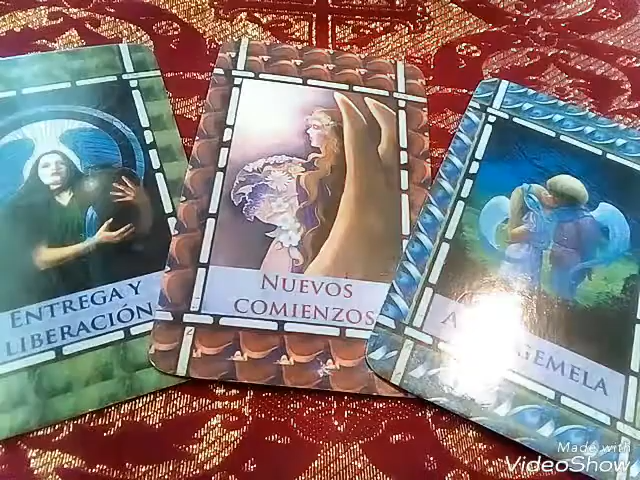 ENTREGA Y
LIBERACIÓN
NUEVOS
COMIENZOS
A
GEMELA
Made with
VideoShow